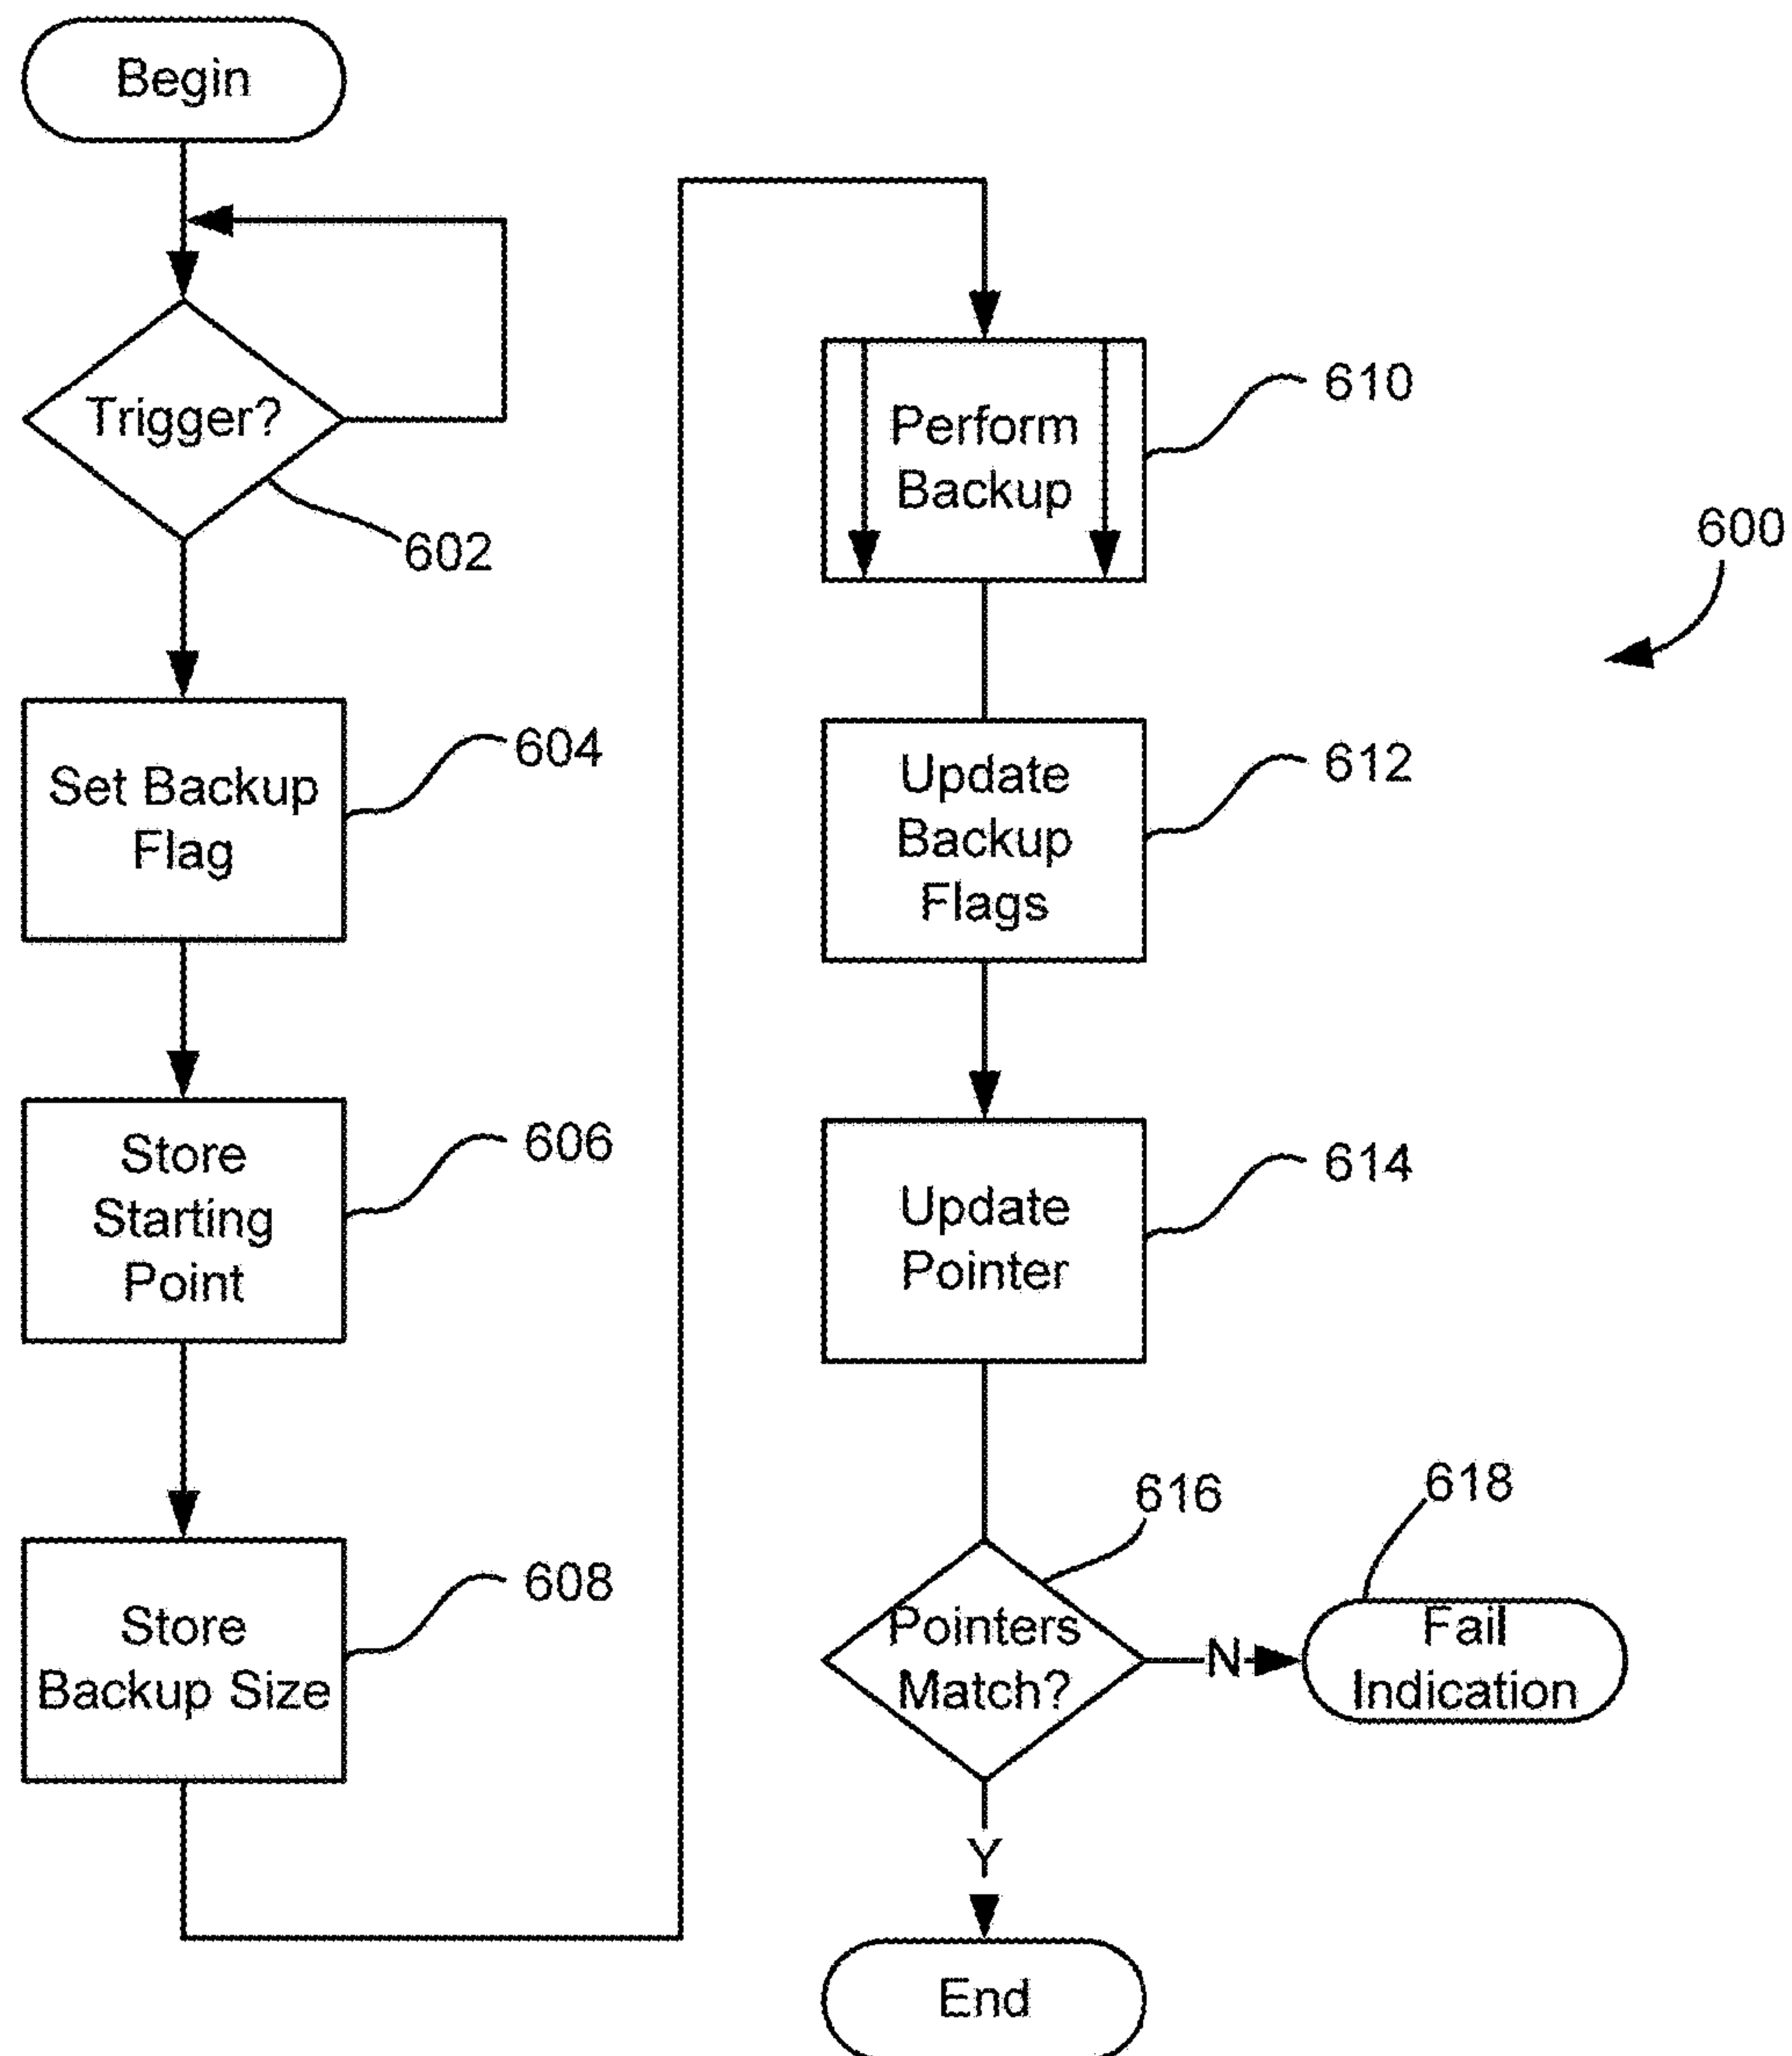 Begin
Trigger?
602
Set Backup
Flag
604
Store
Starting
Point
606
Store
Backup Size
608
Perform
Backup
610
600
Update
Backup
Flags
612
Update
Pointer
614
616
Pointers
Match?
N
618
Fail
Indication
Y
End